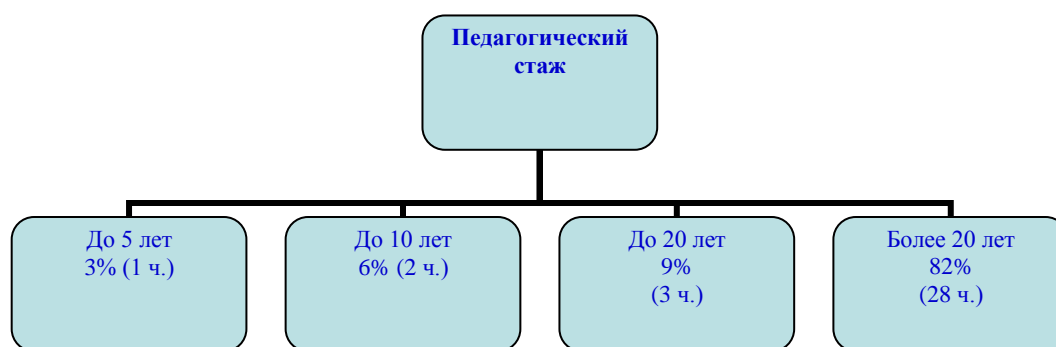 Педагогический
стаж
До 5 лет
3% (1 ч.)
До 10 лет
6% (2 ч.)
До 20 лет
9%
(3 ч.)
Более 20 лет
82%
(28 ч.)